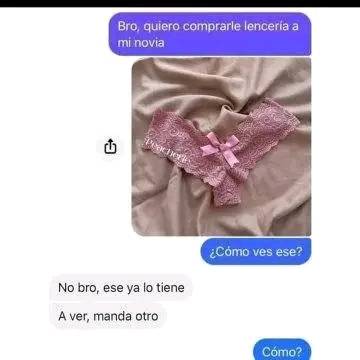 Bro, quiero comprarle lencería a
mi novia
Peacherie
¿Cómo ves ese?
No bro, ese ya lo tiene
A ver, manda otro
Cómo?